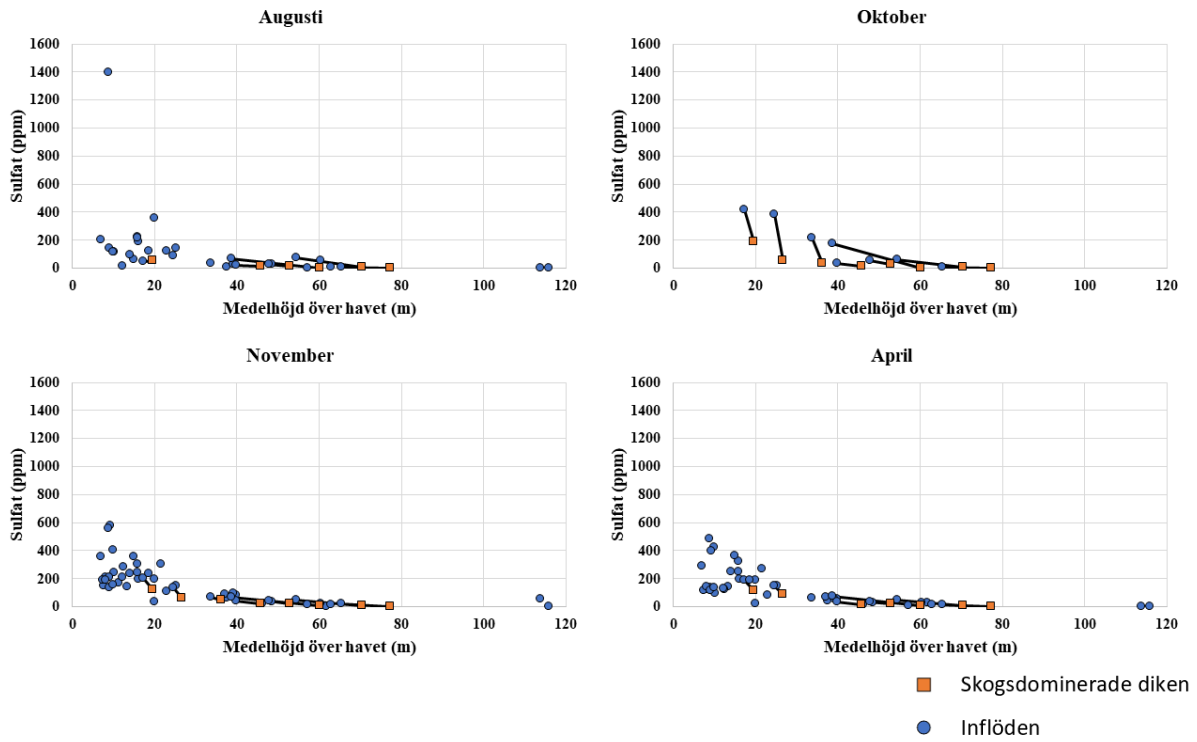 Augusti
Sulfat (ppm)
1600
1400
1200
1000
800
600
400
200
0
0 20 40 60 80 100 120
Medelhöjd över havet (m)
Oktober
Sulfat (ppm)
1600
1400
1200
1000
800
600
400
200
0
0 20 40 60 80 100 120
Medelhöjd över havet (m)
November
Sulfat (ppm)
1600
1400
1200
1000
800
600
400
200
0
0 20 40 60 80 100 120
Medelhöjd över havet (m)
April
Sulfat (ppm)
1600
1400
1200
1000
800
600
400
200
0
0 20 40 60 80 100 120
Medelhöjd över havet (m)
Skogsdominerade diken
Inflöden